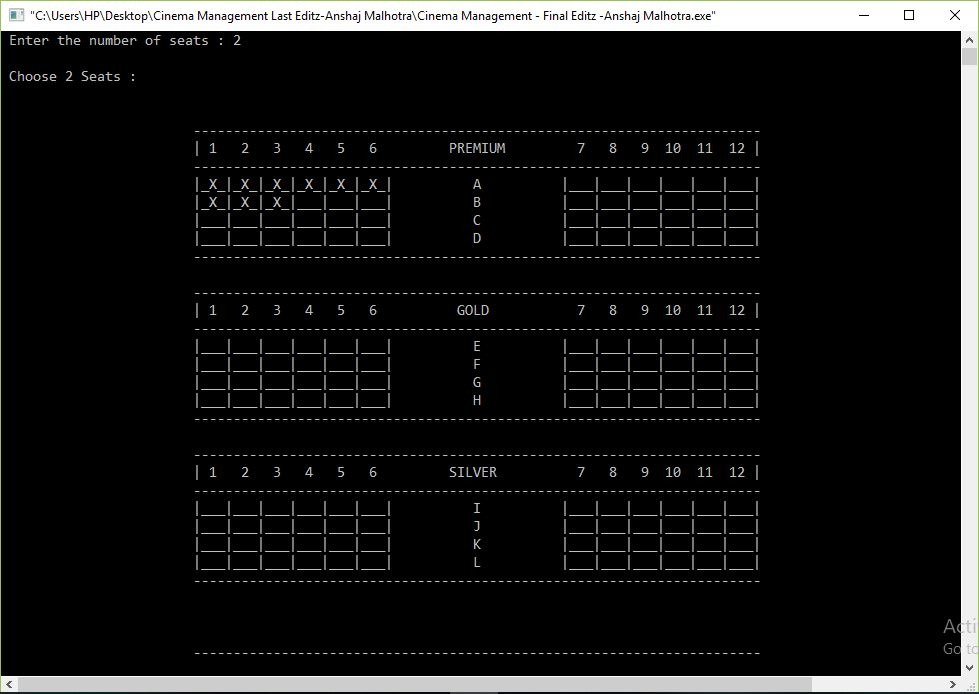 "C:\Users\HP\Desktop\Cinema Management Last Editz-Anshaj Malhotra\Cinema Management - Final Editz -Anshaj Malhotra.exe"
Enter the number of seats : 2
Choose 2 Seats :
-----------------------------------------------------------------------
| 1   2   3   4   5   6         PREMIUM         7   8   9  10  11  12 |
-----------------------------------------------------------------------
|_X_|_X_|_X_|_X_|_X_|_X_|          A          |___|___|___|___|___|___|
|_X_|_X_|_X_|___|___|___|          B          |___|___|___|___|___|___|
|___|___|___|___|___|___|          C          |___|___|___|___|___|___|
|___|___|___|___|___|___|          D          |___|___|___|___|___|___|
-----------------------------------------------------------------------
-----------------------------------------------------------------------
| 1   2   3   4   5   6          GOLD           7   8   9  10  11  12 |
-----------------------------------------------------------------------
|___|___|___|___|___|___|          E          |___|___|___|___|___|___|
|___|___|___|___|___|___|          F          |___|___|___|___|___|___|
|___|___|___|___|___|___|          G          |___|___|___|___|___|___|
|___|___|___|___|___|___|          H          |___|___|___|___|___|___|
-----------------------------------------------------------------------
-----------------------------------------------------------------------
| 1   2   3   4   5   6         SILVER          7   8   9  10  11  12 |
-----------------------------------------------------------------------
|___|___|___|___|___|___|          I          |___|___|___|___|___|___|
|___|___|___|___|___|___|          J          |___|___|___|___|___|___|
|___|___|___|___|___|___|          K          |___|___|___|___|___|___|
|___|___|___|___|___|___|          L          |___|___|___|___|___|___|
-----------------------------------------------------------------------
-----------------------------------------------------------------------
Acti
Go to